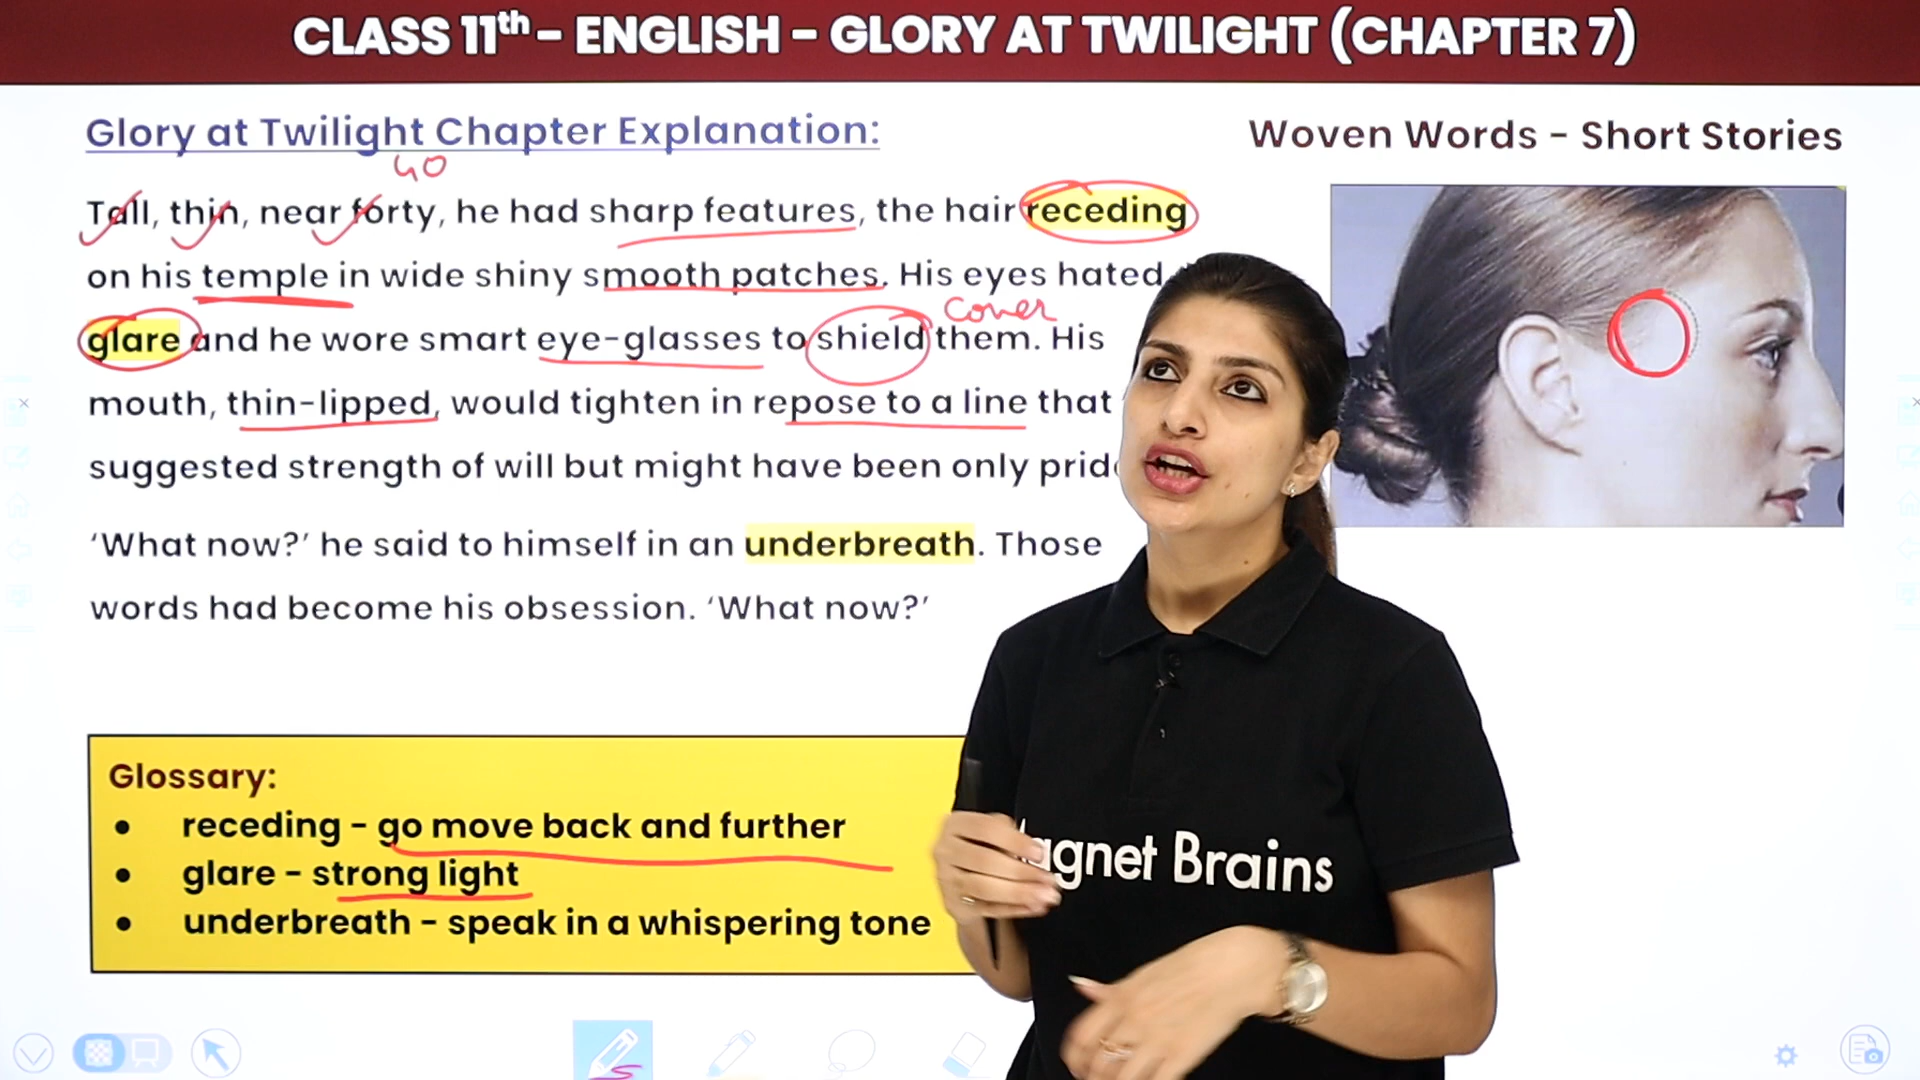 CLASS 11th – ENGLISH – GLORY AT TWILIGHT (CHAPTER 7)
Glory at Twilight Chapter Explanation:
Woven Words – Short Stories
40
Tall, thin, near forty, he had sharp features, the hair receding
on his temple in wide shiny smooth patches. His eyes hated
cover
glare and he wore smart eye-glasses to shield them. His
mouth, thin-lipped, would tighten in repose to a line that
suggested strength of will but might have been only
‘What now?’ he said to himself in an underbreath. Those
words had become his obsession. ‘What now?’
Glossary:
● receding – go move back and further
● glare – strong light
● underbreath – speak in a whispering tone
Brains